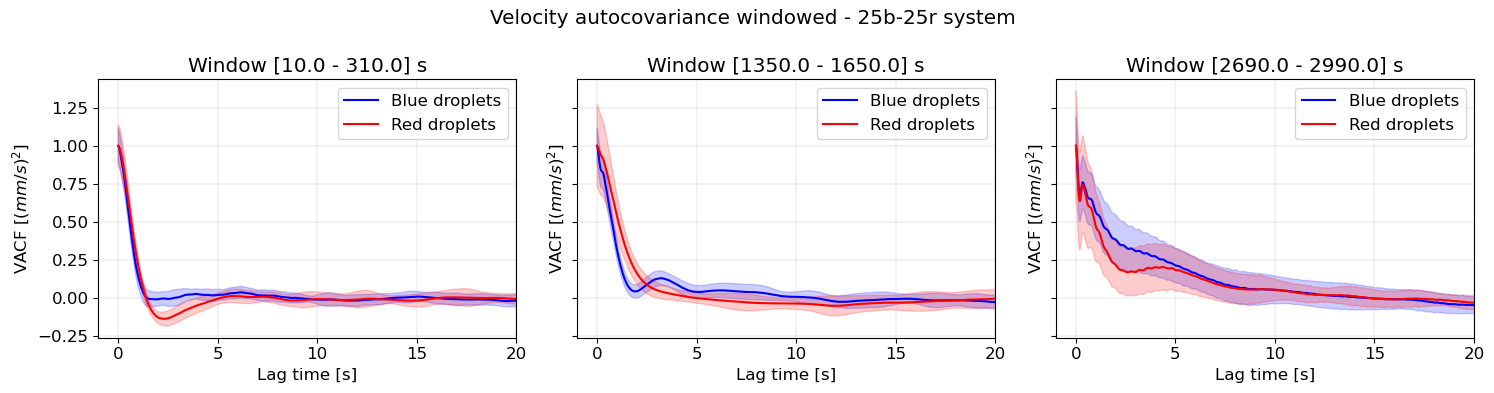 Velocity autocovariance windowed - 25b-25r system
Window [10.0 - 310.0] s
VACF [(mm/s)²]
1.25
1.00
0.75
0.50
0.25
0.00
−0.25
Blue droplets
Red droplets
0 5 10 15 20
Lag time [s]
Window [1350.0 - 1650.0] s
VACF [(mm/s)²]
Blue droplets
Red droplets
0 5 10 15 20
Lag time [s]
Window [2690.0 - 2990.0] s
VACF [(mm/s)²]
Blue droplets
Red droplets
0 5 10 15 20
Lag time [s]